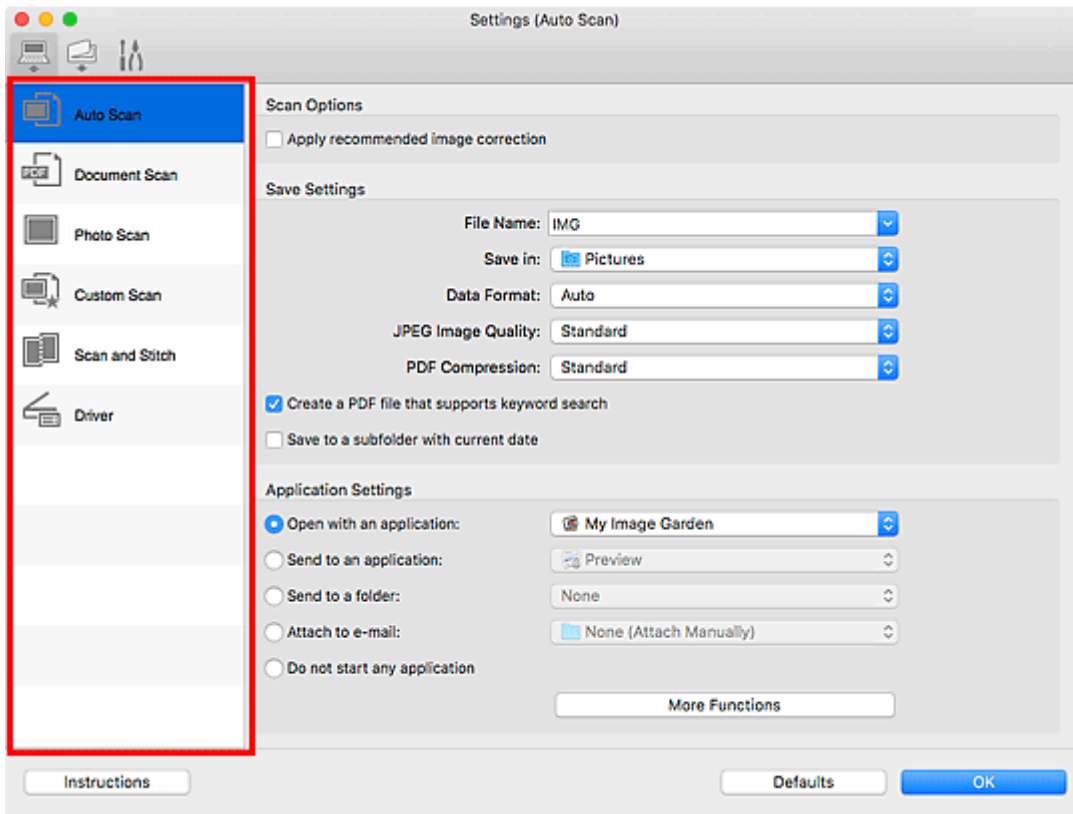 Settings (Auto Scan)
Auto Scan
PDF
Document Scan
Photo Scan
Custom Scan
Scan and Stitch
Driver
Scan Options
Apply recommended image correction
Save Settings
File Name: IMG
Save in: Pictures
Data Format: Auto
JPEG Image Quality: Standard
PDF Compression: Standard
Create a PDF file that supports keyword search
Save to a subfolder with current date
Application Settings
Open with an application: My Image Garden
Send to an application: Preview
Send to a folder: None
Attach to e-mail: None (Attach Manually)
Do not start any application
More Functions
Instructions Defaults OK